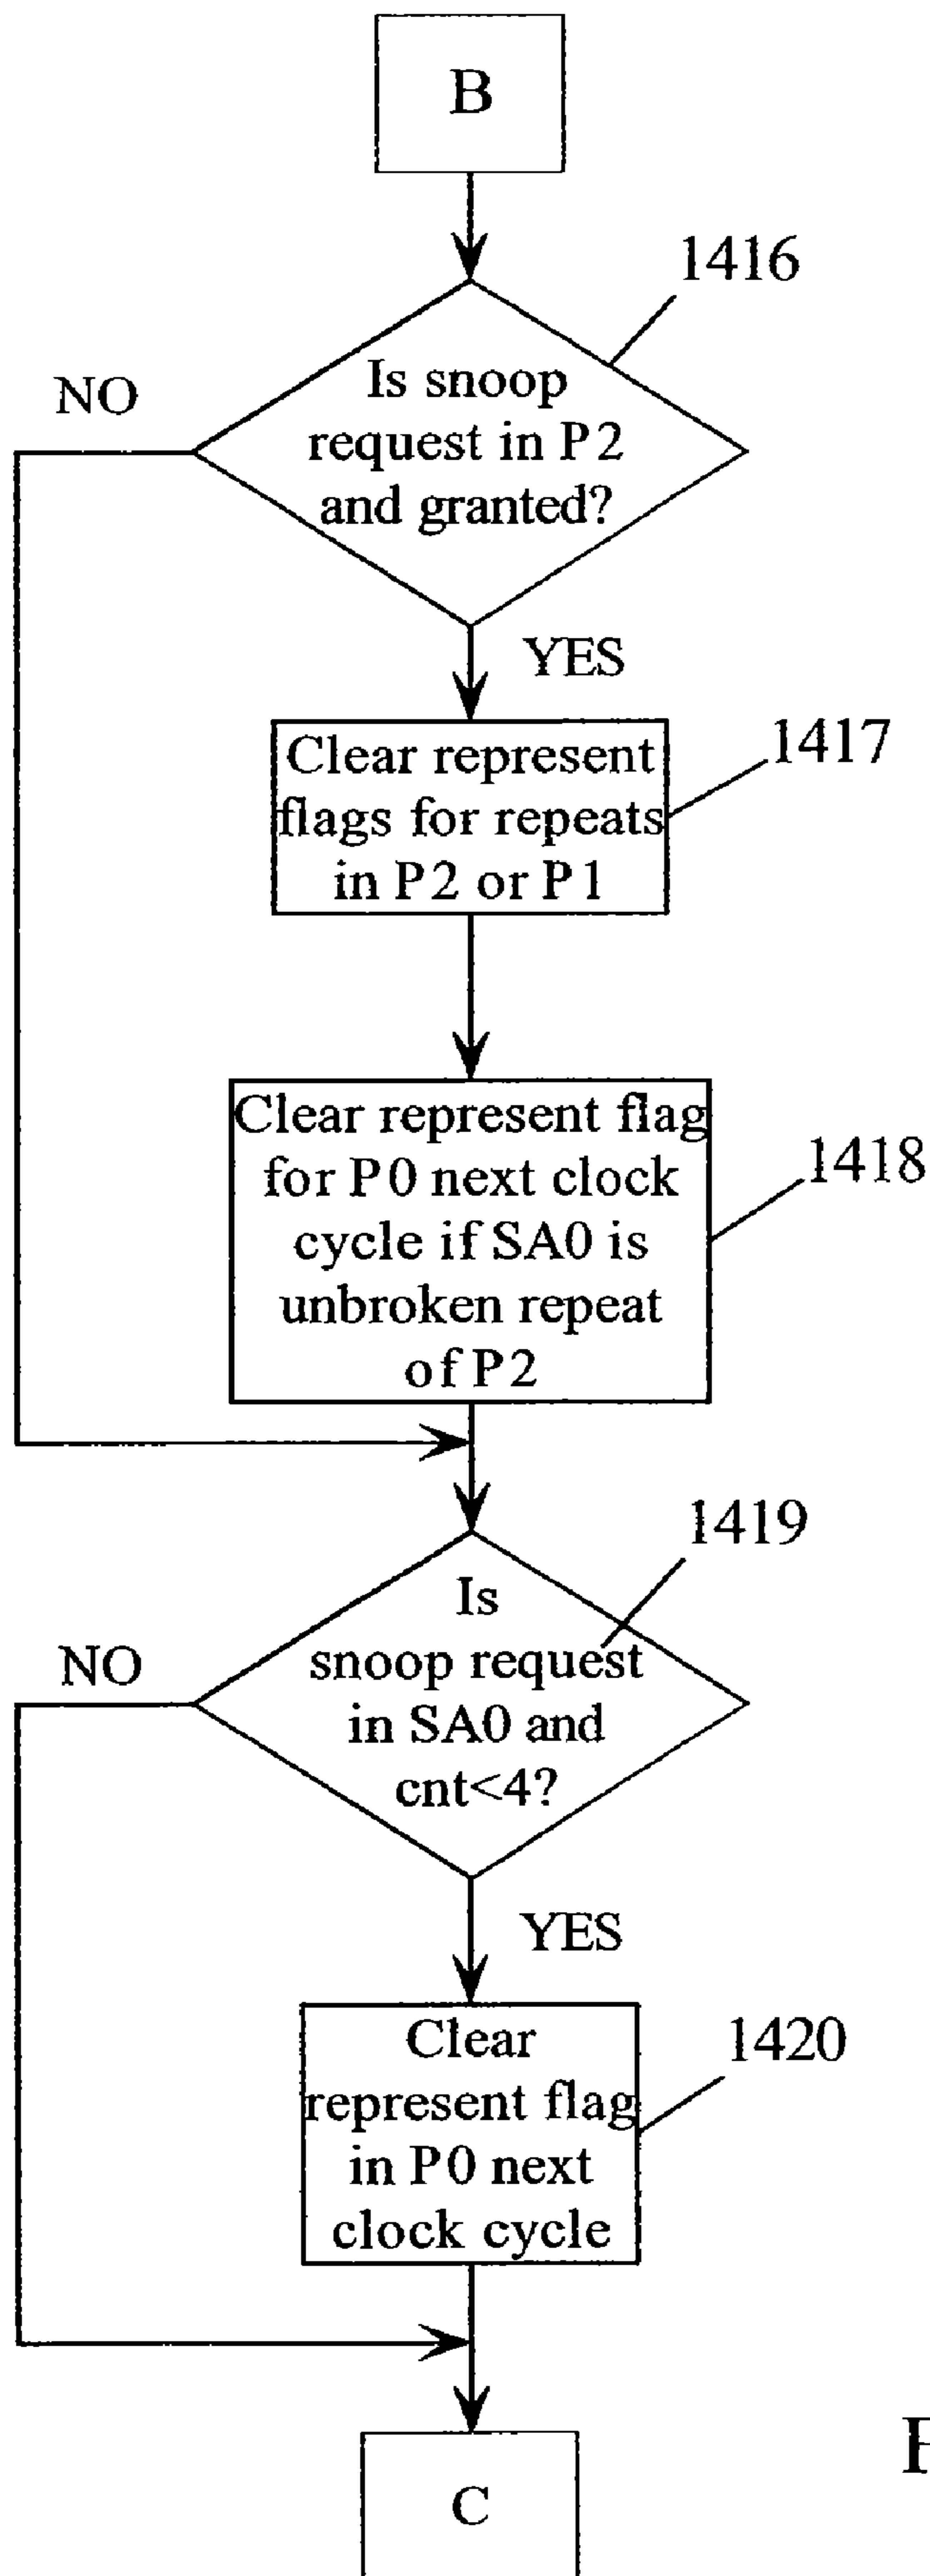 B
1416
Is snoop
request in P2
and granted?
NO
YES
1417
Clear represent
flags for repeats
in P2 or P1
1418
Clear represent flag
for P0 next clock
cycle if SA0 is
unbroken repeat
of P2
1419
Is
snoop request
in SA0 and
cnt<4?
NO
YES
1420
Clear
represent flag
in P0 next
clock cycle
C